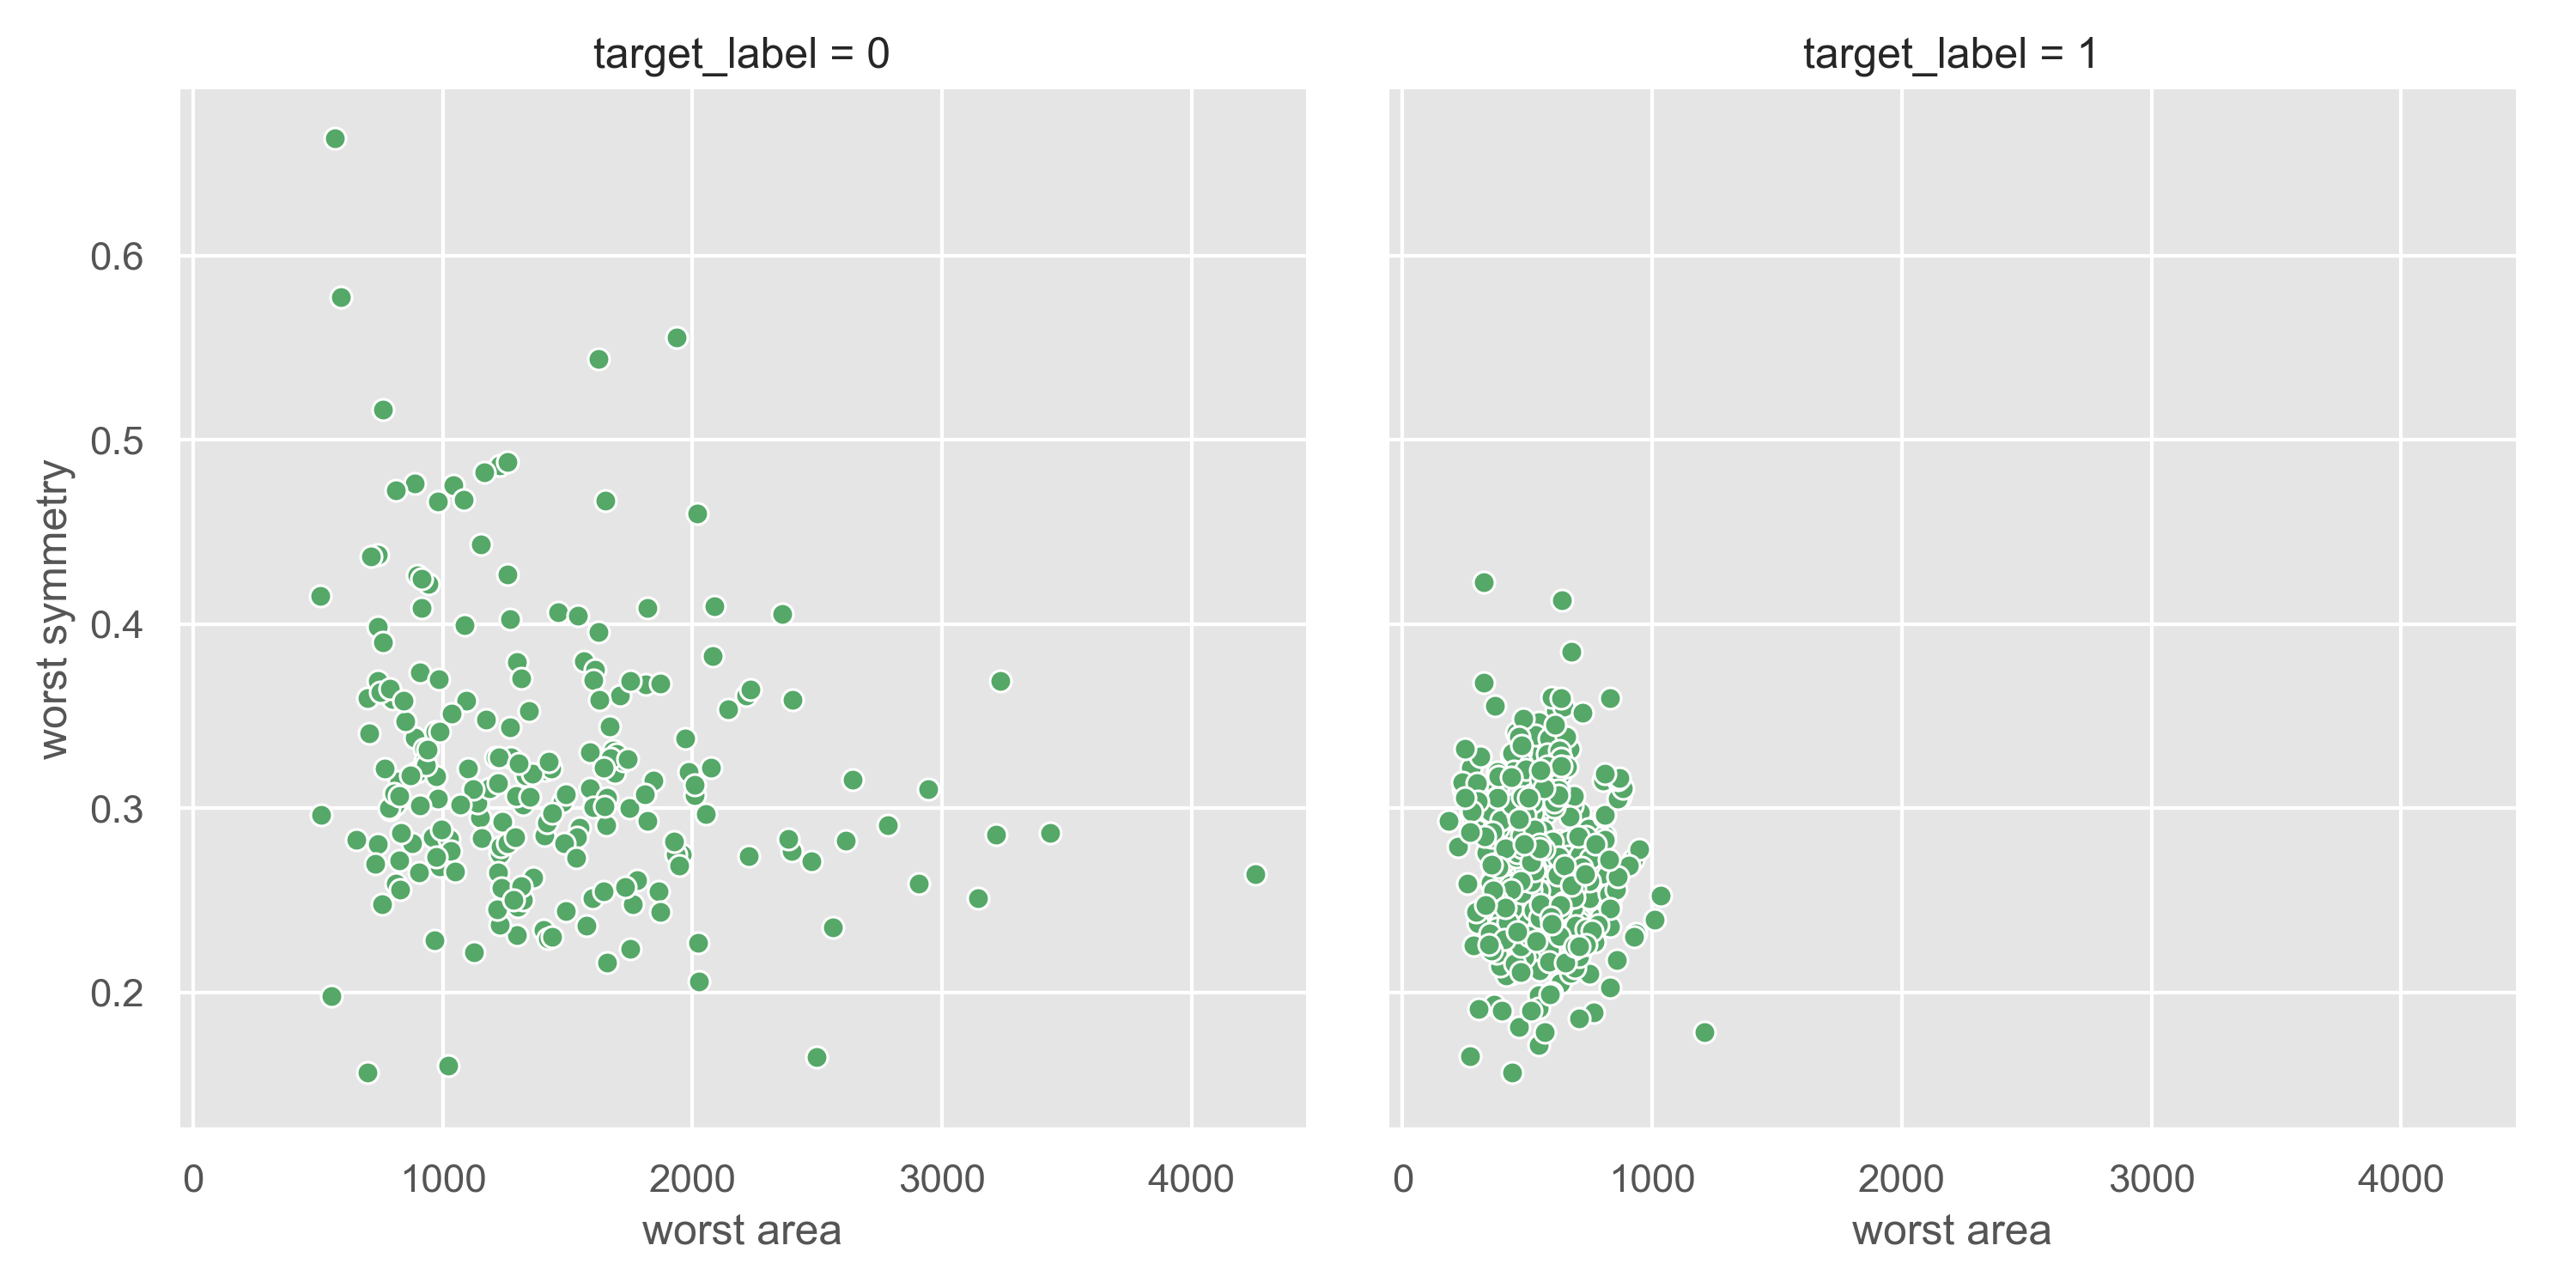 target_label = 0
target_label = 1
worst symmetry
0.6
0.5
0.4
0.3
0.2
0 1000 2000 3000 4000
0 1000 2000 3000 4000
worst area
worst area